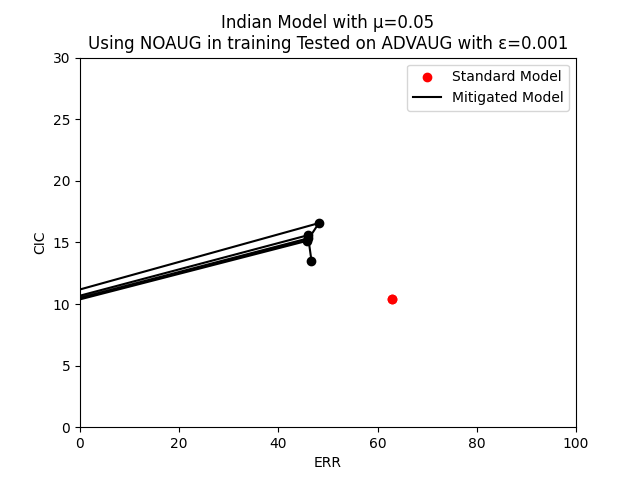 Indian Model with μ=0.05
Using NOAUG in training Tested on ADVAUG with ε=0.001
30
25
20
15
10
5
0
CIC
Standard Model
Mitigated Model
0 20 40 60 80 100
ERR